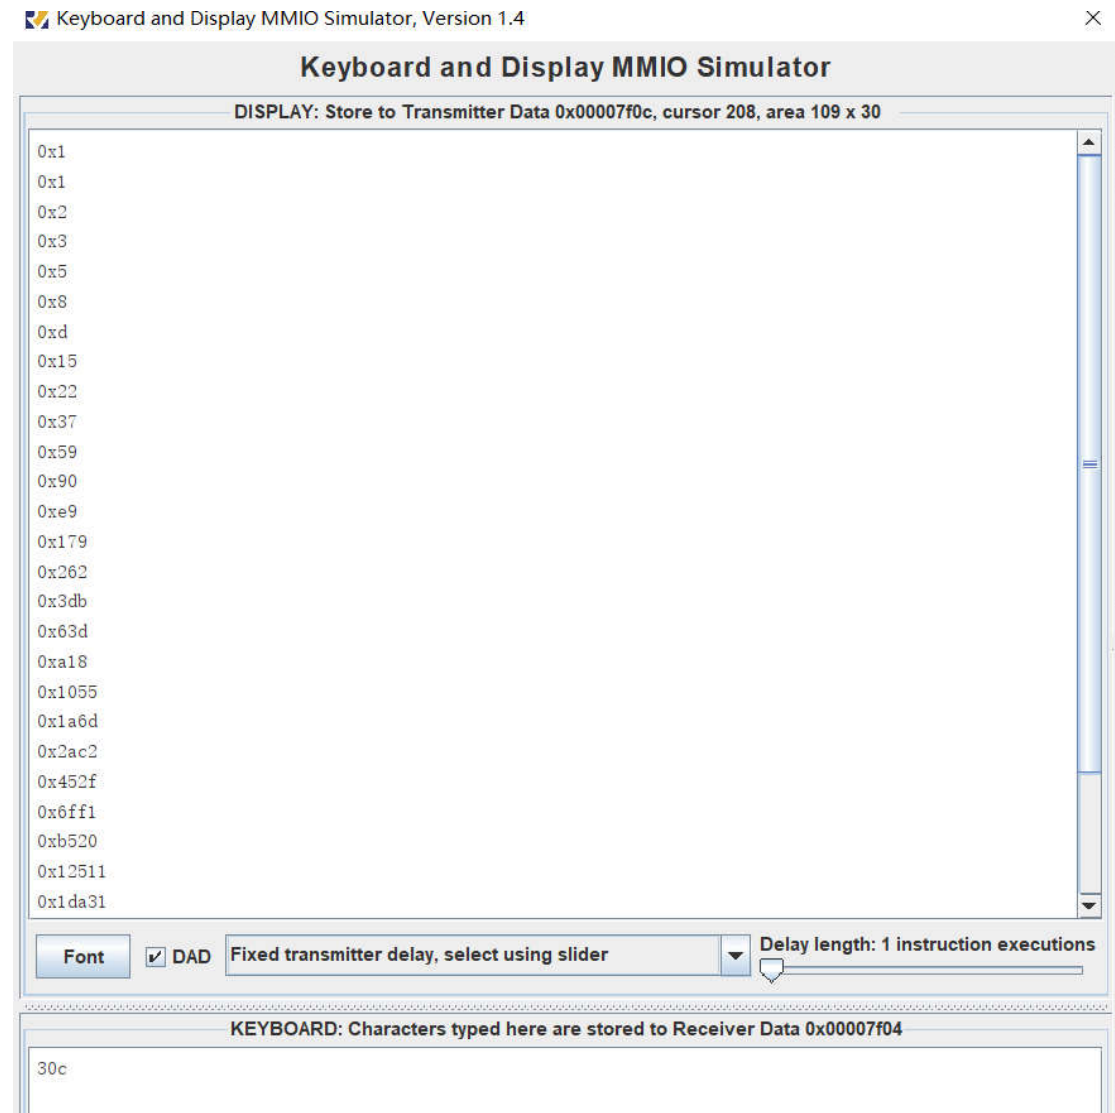 Keyboard and Display MMIO Simulator, Version 1.4
Keyboard and Display MMIO Simulator
DISPLAY: Store to Transmitter Data 0x00007f0c, cursor 208, area 109 x 30
0x1
0x1
0x2
0x3
0x5
0x8
0xd
0x15
0x22
0x37
0x59
0x90
0xe9
0x179
0x262
0x3db
0x63d
0xa18
0x1055
0x1a6d
0x2ac2
0x452f
0x6ff1
0xb520
0x12511
0x1da31
Font DAD Fixed transmitter delay, select using slider Delay length: 1 instruction executions
KEYBOARD: Characters typed here are stored to Receiver Data 0x00007f04
30c